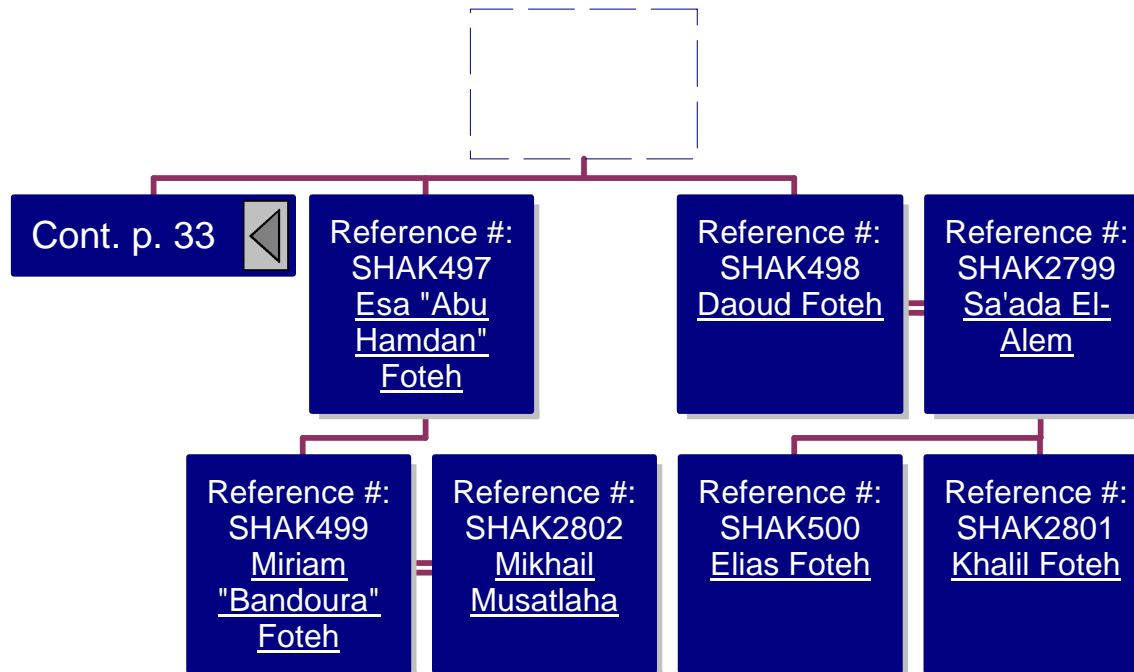 Cont. p. 33
Reference #:
SHAK497
Esa "Abu
Hamdan"
Foteh
Reference #:
SHAK498
Daoud Foteh
Reference #:
SHAK2799
Sa'ada El-
Alem
Reference #:
SHAK499
Miriam
"Bandoura"
Foteh
Reference #:
SHAK2802
Mikhail
Musatlaha
Reference #:
SHAK500
Elias Foteh
Reference #:
SHAK2801
Khalil Foteh